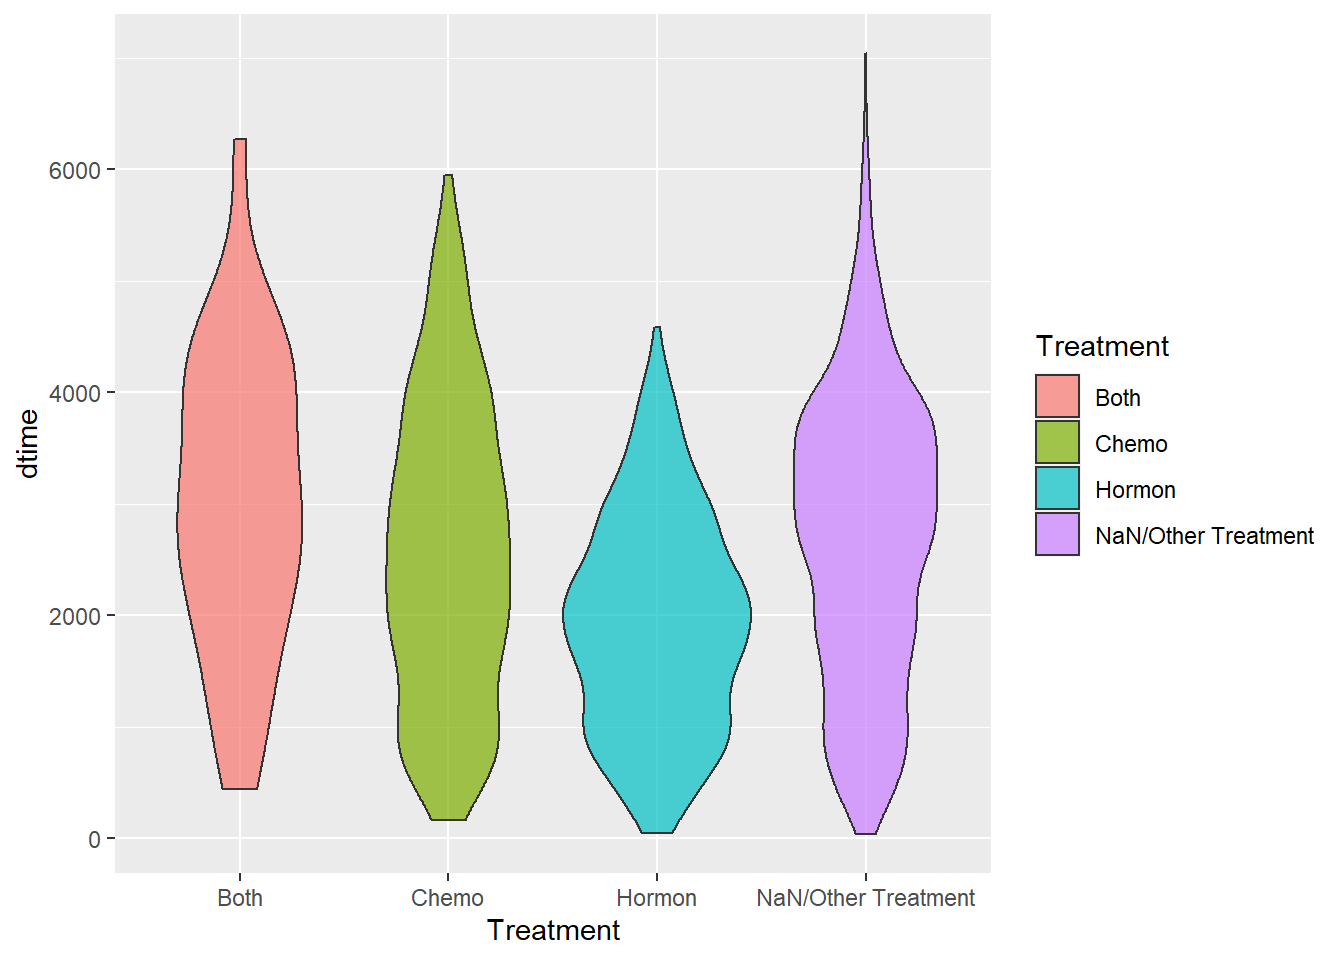 6000
4000
2000
0
dtime
Both
Chemo
Hormon
NaN/Other Treatment
Treatment
Treatment
Both
Chemo
Hormon
NaN/Other Treatment